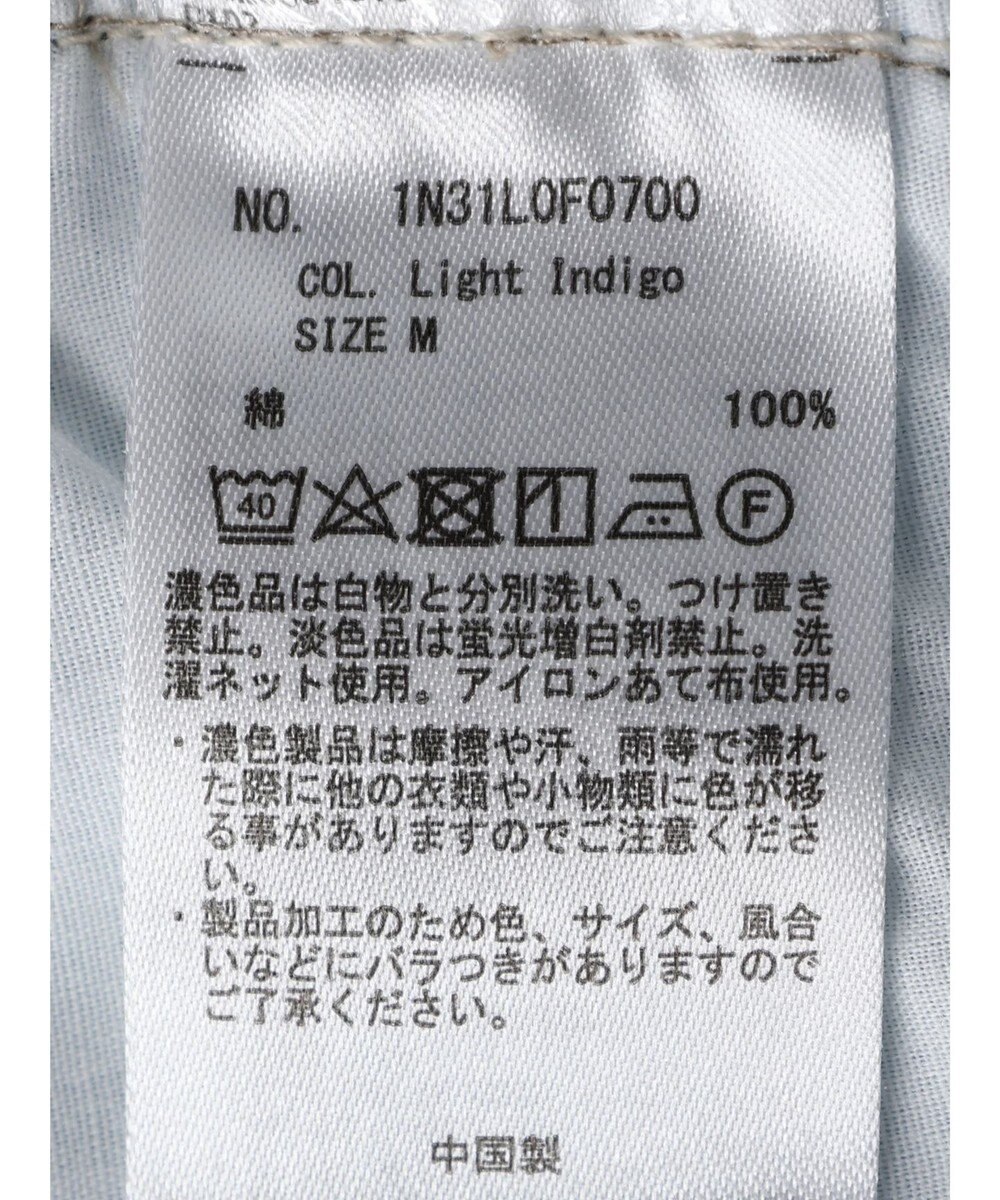 NO. 1N31L0F0700
COL. Light Indigo
SIZE M
綿 100%
40 F
濃色品は白物と分別洗い。つけ置き
禁止。淡色品は蛍光増白剤禁止。洗
濯ネット使用。アイロンあて布使用。
・濃色製品は摩擦や汗、雨等で濡れ
た際に他の衣類や小物類に色が移
る事がありますのでご注意くださ
い。
・製品加工のため色、サイズ、風合
いなどにバラつきがありますので
ご了承ください。
中国製